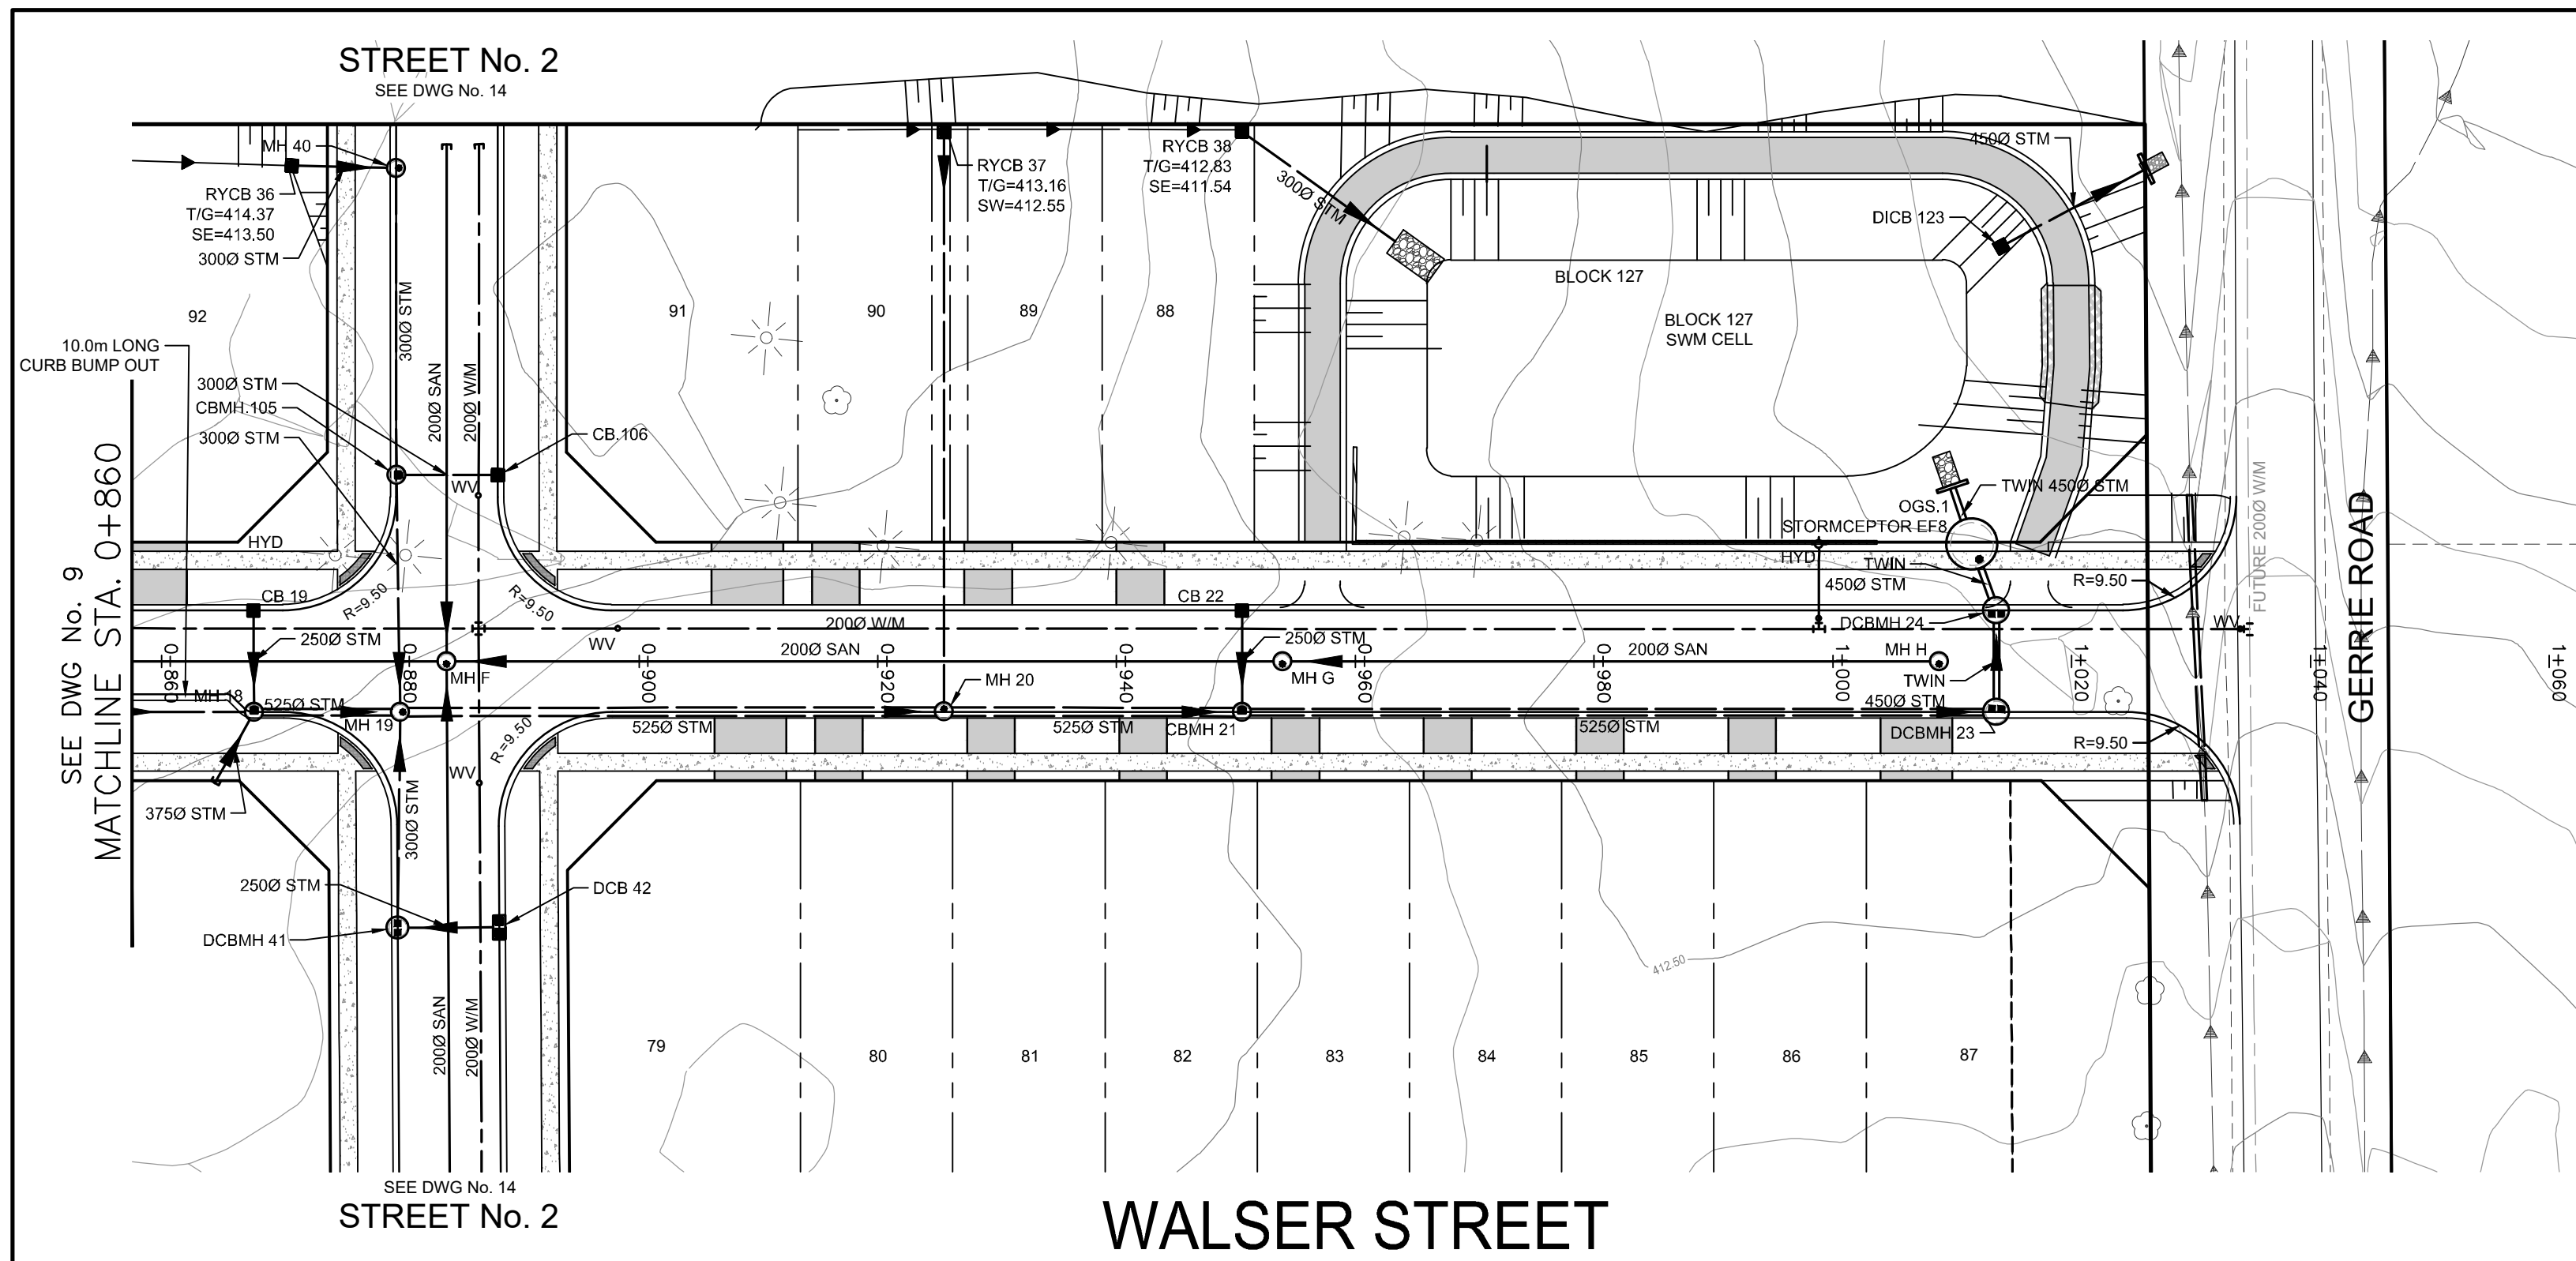 STREET No. 2
SEE DWG No. 14
MH 40
RYCB 36
T/G=414.37
SE=413.50
300Ø STM
300Ø STM
200Ø SAN
200Ø W/M
92
10.0m LONG
CURB BUMP OUT
300Ø STM
CBMH.105
300Ø STM
CB.106
WV
91
90
89
88
RYCB 37
T/G=413.16
SW=412.55
RYCB 38
T/G=412.83
SE=411.54
300Ø STM
450Ø STM
DICB 123
BLOCK 127
BLOCK 127
SWM CELL
TWIN 450Ø STM
OGS.1
STORMCEPTOR EF8
HYD
TWIN
450Ø STM
DCBMH 24
R=9.50
SEE DWG No. 9
MATCHLINE STA. 0+860
HYD
CB 19
R=9.50
R=9.50
250Ø STM
WV
200Ø W/M
CB 22
250Ø STM
200Ø SAN
200Ø SAN
MH H
MH F
MH G
MH 20
TWIN
450Ø STM
WV
0+860
0+880
0+900
0+920
0+940
0+960
0+980
1+000
1+020
1+040
1+060
MH 18
525Ø STM
MH 19
525Ø STM
525Ø STM
CBMH 21
525Ø STM
DCBMH 23
R=9.50
R=9.50
WV
375Ø STM
300Ø STM
250Ø STM
DCB 42
DCBMH 41
200Ø SAN
200Ø W/M
412.50
79
80
81
82
83
84
85
86
87
FUTURE 200Ø W/M
GERRIE ROAD
SEE DWG No. 14
STREET No. 2
WALSER STREET